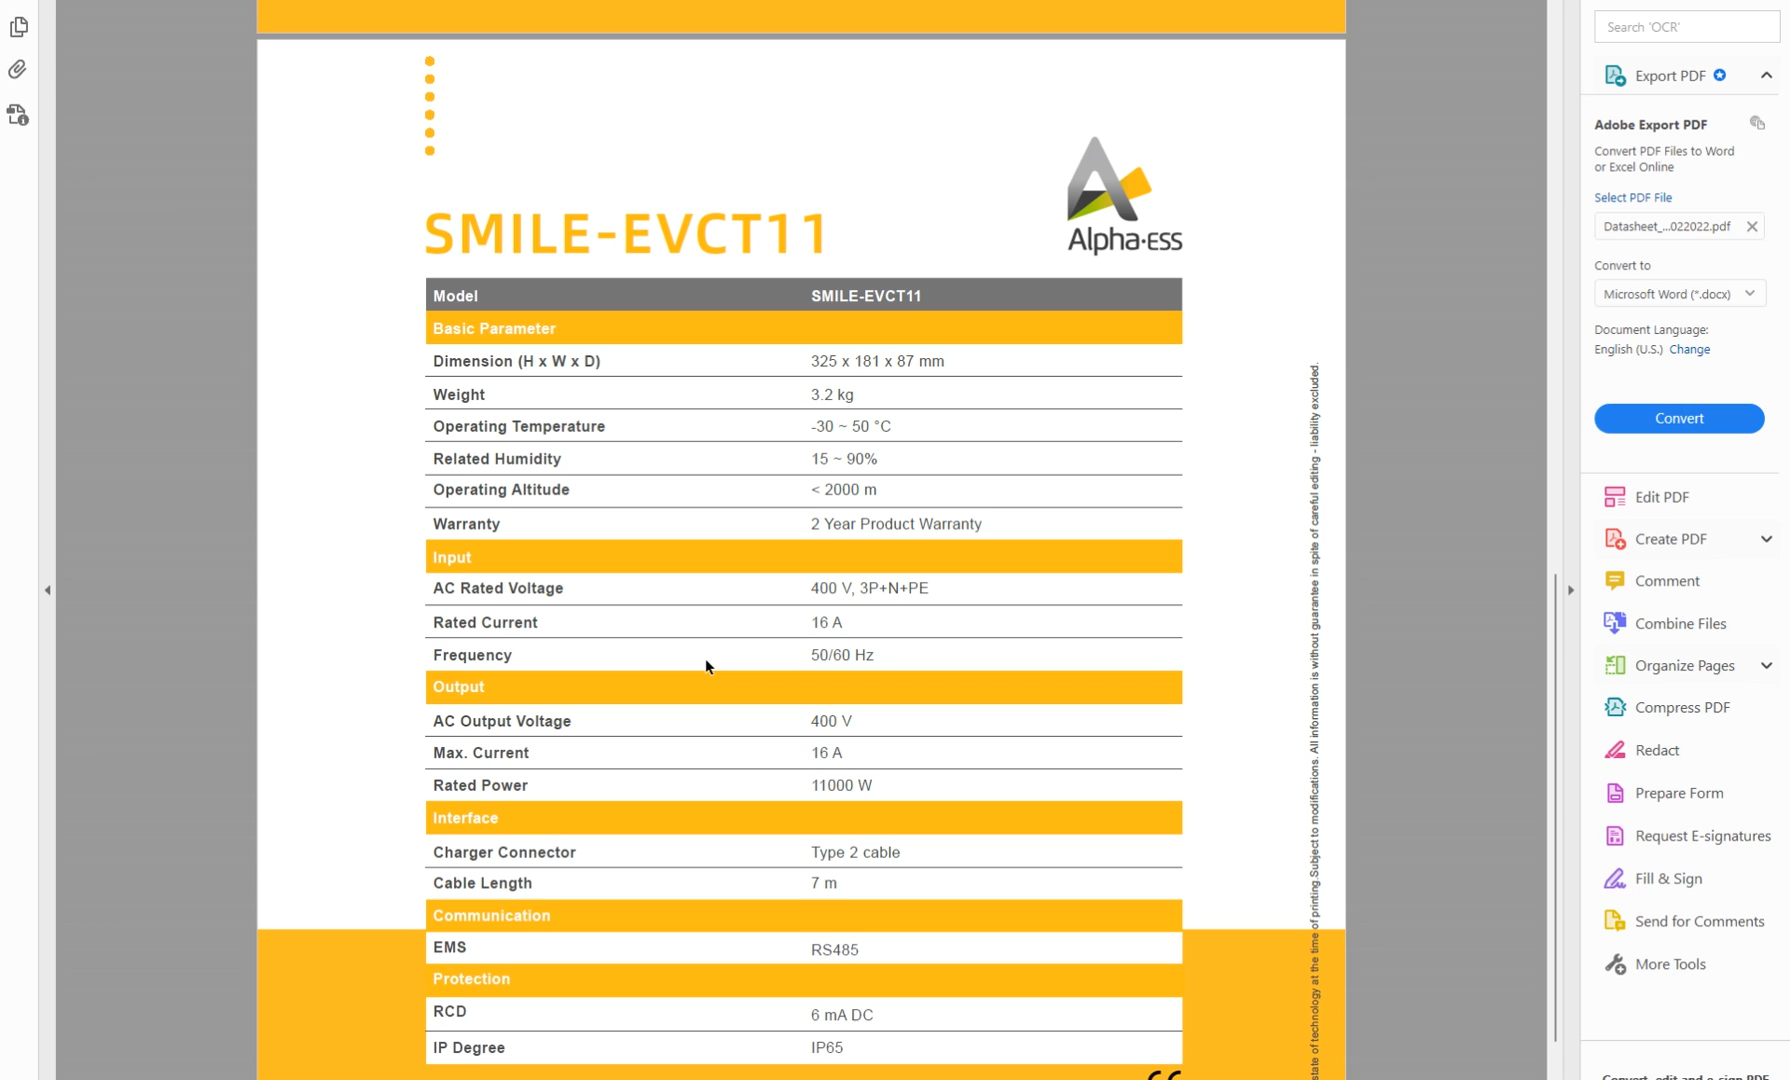 Alpha·ESS
SMILE-EVCT11
Model SMILE-EVCT11
Basic Parameter
Dimension (H x W x D) 325 x 181 x 87 mm
Weight 3.2 kg
Operating Temperature -30 ~ 50 °C
Related Humidity 15 ~ 90%
Operating Altitude < 2000 m
Warranty 2 Year Product Warranty
Input
AC Rated Voltage 400 V, 3P+N+PE
Rated Current 16 A
Frequency 50/60 Hz
Output
AC Output Voltage 400 V
Max. Current 16 A
Rated Power 11000 W
Interface
Charger Connector Type 2 cable
Cable Length 7 m
Communication
EMS RS485
Protection
RCD 6 mA DC
IP Degree IP65
state of technology at the time of printing.Subject to modifications. All information is without guarantee in spite of careful editing - liability excluded.
Search 'OCR'
Export PDF
Adobe Export PDF
Convert PDF Files to Word
or Excel Online
Select PDF File
Datasheet_...022022.pdf
Convert to
Microsoft Word (*.docx)
Document Language:
English (U.S.) Change
Convert
Edit PDF
Create PDF
Comment
Combine Files
Organize Pages
Compress PDF
Redact
Prepare Form
Request E-signatures
Fill & Sign
Send for Comments
More Tools
Convert, edit and e-sign PDF